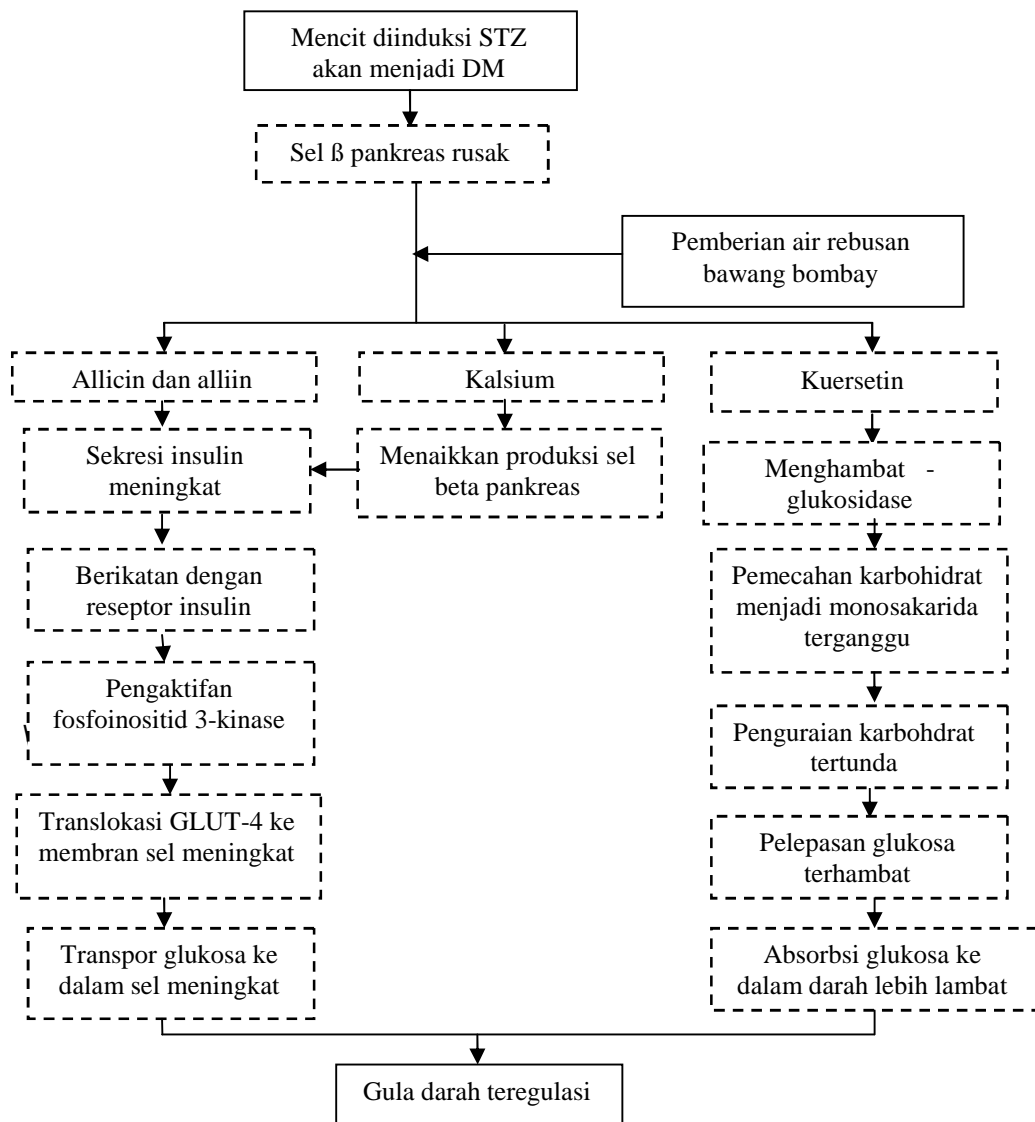 Mencit diinduksi STZ
akan menjadi DM
Sel ß pankreas rusak
Pemberian air rebusan
bawang bombay
Allicin dan alliin
Kalsium
Kuersetin
Sekresi insulin
meningkat
Menaikkan produksi sel
beta pankreas
Menghambat -
glukosidase
Berikatan dengan
reseptor insulin
Pemecahan karbohidrat
menjadi monosakarida
terganggu
Pengaktifan
fosfoinositid 3-kinase
Penguraian karbohdrat
tertunda
Translokasi GLUT-4 ke
membran sel meningkat
Pelepasan glukosa
terhambat
Transpor glukosa ke
dalam sel meningkat
Absorbsi glukosa ke
dalam darah lebih lambat
Gula darah teregulasi